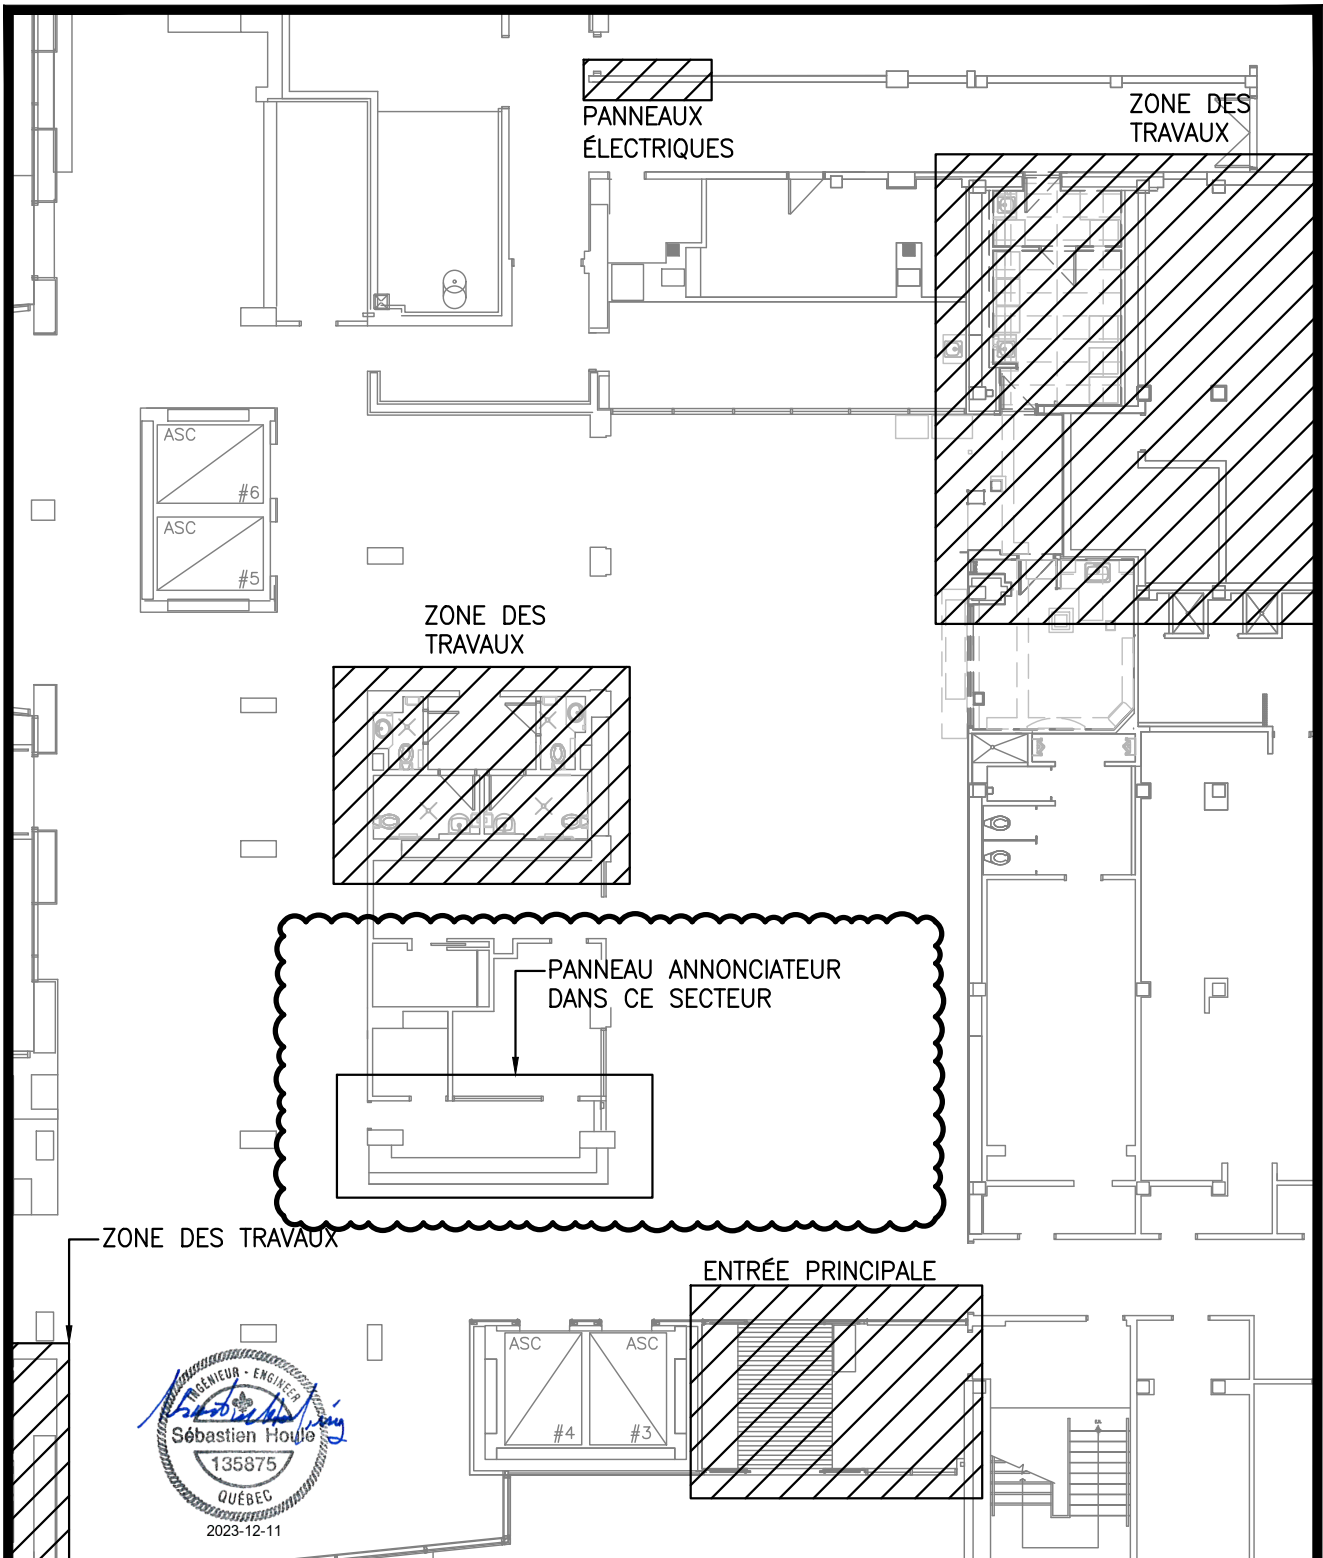 PANNEAUX
ÉLECTRIQUES
ZONE DES
TRAVAUX
ASC
#6
ASC
#5
ZONE DES
TRAVAUX
PANNEAU ANNONCIATEUR
DANS CE SECTEUR
ZONE DES TRAVAUX
ENTRÉE PRINCIPALE
ASC
#4
ASC
#3
INGÉNIEUR - ENGINEER
Sébastien Houle
135875
QUÉBEC
2023-12-11